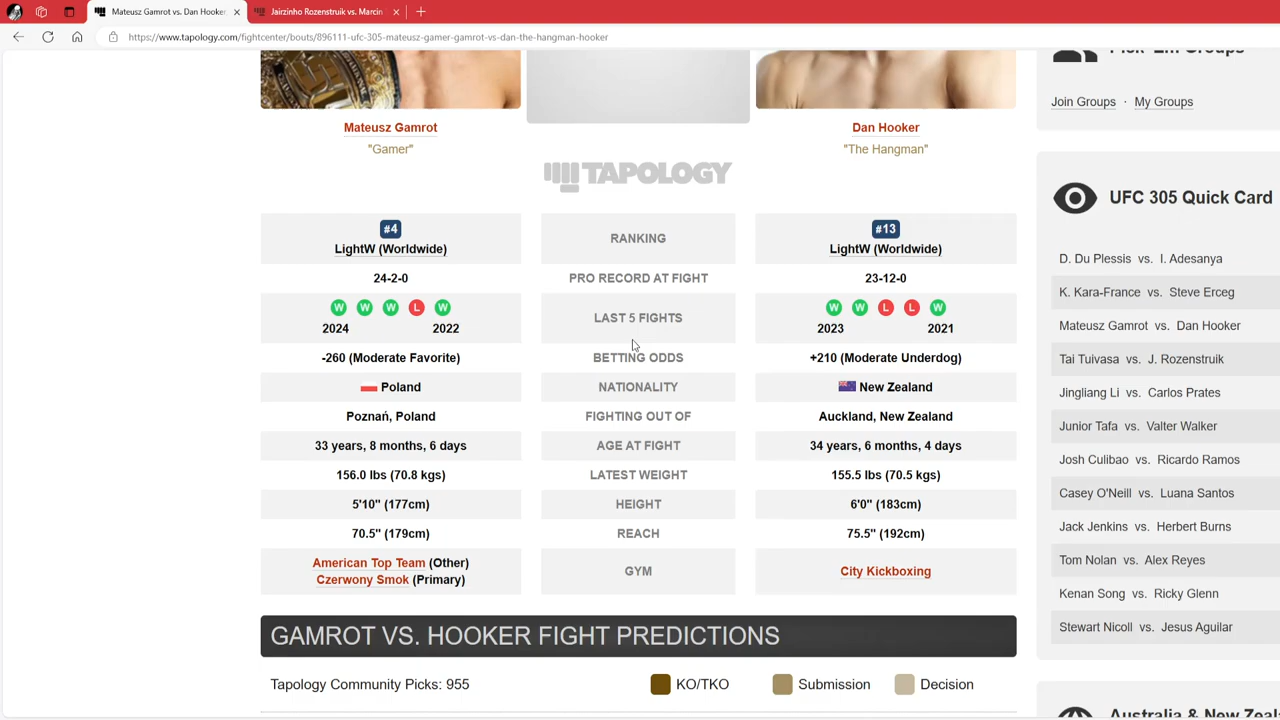 Mateusz Gamrot vs. Dan Hooker
Jairzinho Rozenstruik vs. Marcin
https://www.tapology.com/fightcenter/bouts/896111-ufc-305-mateusz-gamer-gamrot-vs-dan-the-hangman-hooker
Pick 'Em Groups
Join Groups · My Groups
Mateusz Gamrot
"Gamer"
Dan Hooker
"The Hangman"
TAPOLOGY
#4
LightW (Worldwide)
RANKING
#13
LightW (Worldwide)
24-2-0
PRO RECORD AT FIGHT
23-12-0
W W W L W
2024 2022
LAST 5 FIGHTS
W W L L W
2023 2021
-260 (Moderate Favorite)
BETTING ODDS
+210 (Moderate Underdog)
Poland
NATIONALITY
New Zealand
Poznań, Poland
FIGHTING OUT OF
Auckland, New Zealand
33 years, 8 months, 6 days
AGE AT FIGHT
34 years, 6 months, 4 days
156.0 lbs (70.8 kgs)
LATEST WEIGHT
155.5 lbs (70.5 kgs)
5'10" (177cm)
HEIGHT
6'0" (183cm)
70.5" (179cm)
REACH
75.5" (192cm)
American Top Team (Other)
Czerwony Smok (Primary)
GYM
City Kickboxing
GAMROT VS. HOOKER FIGHT PREDICTIONS
Tapology Community Picks: 955
KO/TKO
Submission
Decision
UFC 305 Quick Card
D. Du Plessis vs. I. Adesanya
K. Kara-France vs. Steve Erceg
Mateusz Gamrot vs. Dan Hooker
Tai Tuivasa vs. J. Rozenstruik
Jingliang Li vs. Carlos Prates
Junior Tafa vs. Valter Walker
Josh Culibao vs. Ricardo Ramos
Casey O'Neill vs. Luana Santos
Jack Jenkins vs. Herbert Burns
Tom Nolan vs. Alex Reyes
Kenan Song vs. Ricky Glenn
Stewart Nicoll vs. Jesus Aguilar
Australia & New Zeal